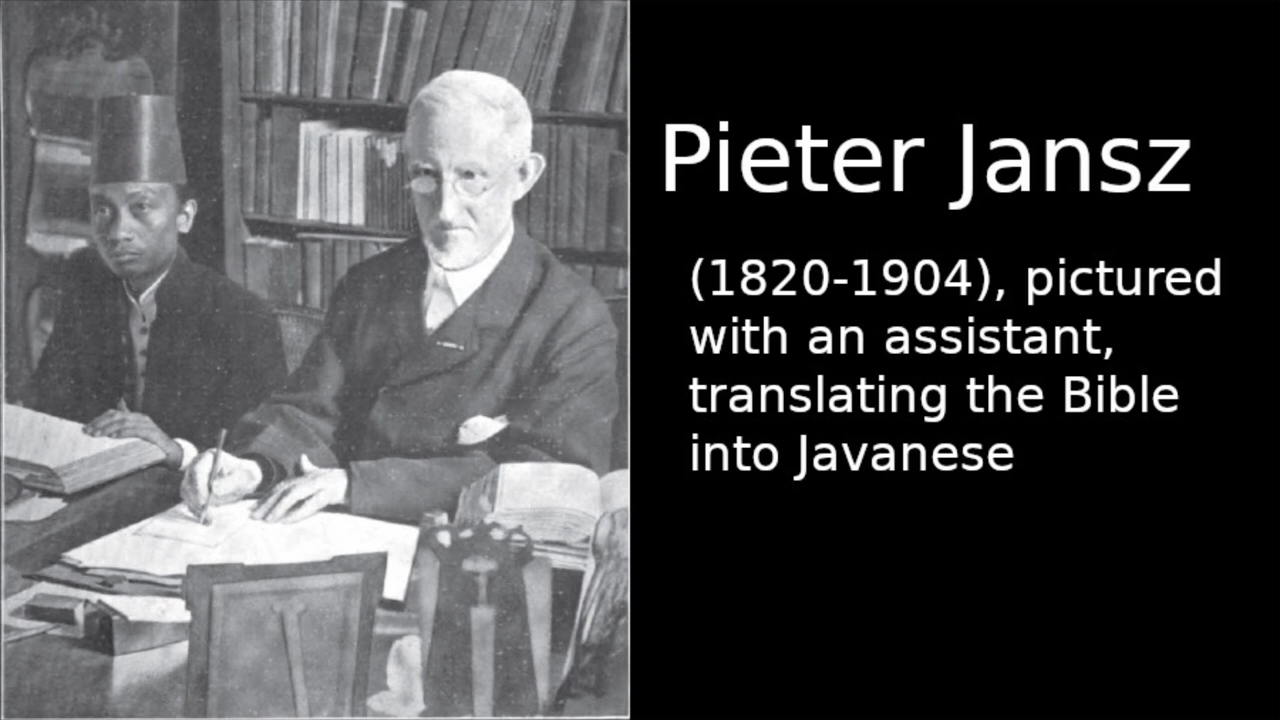 Pieter Jansz
(1820-1904), pictured
with an assistant,
translating the Bible
into Javanese